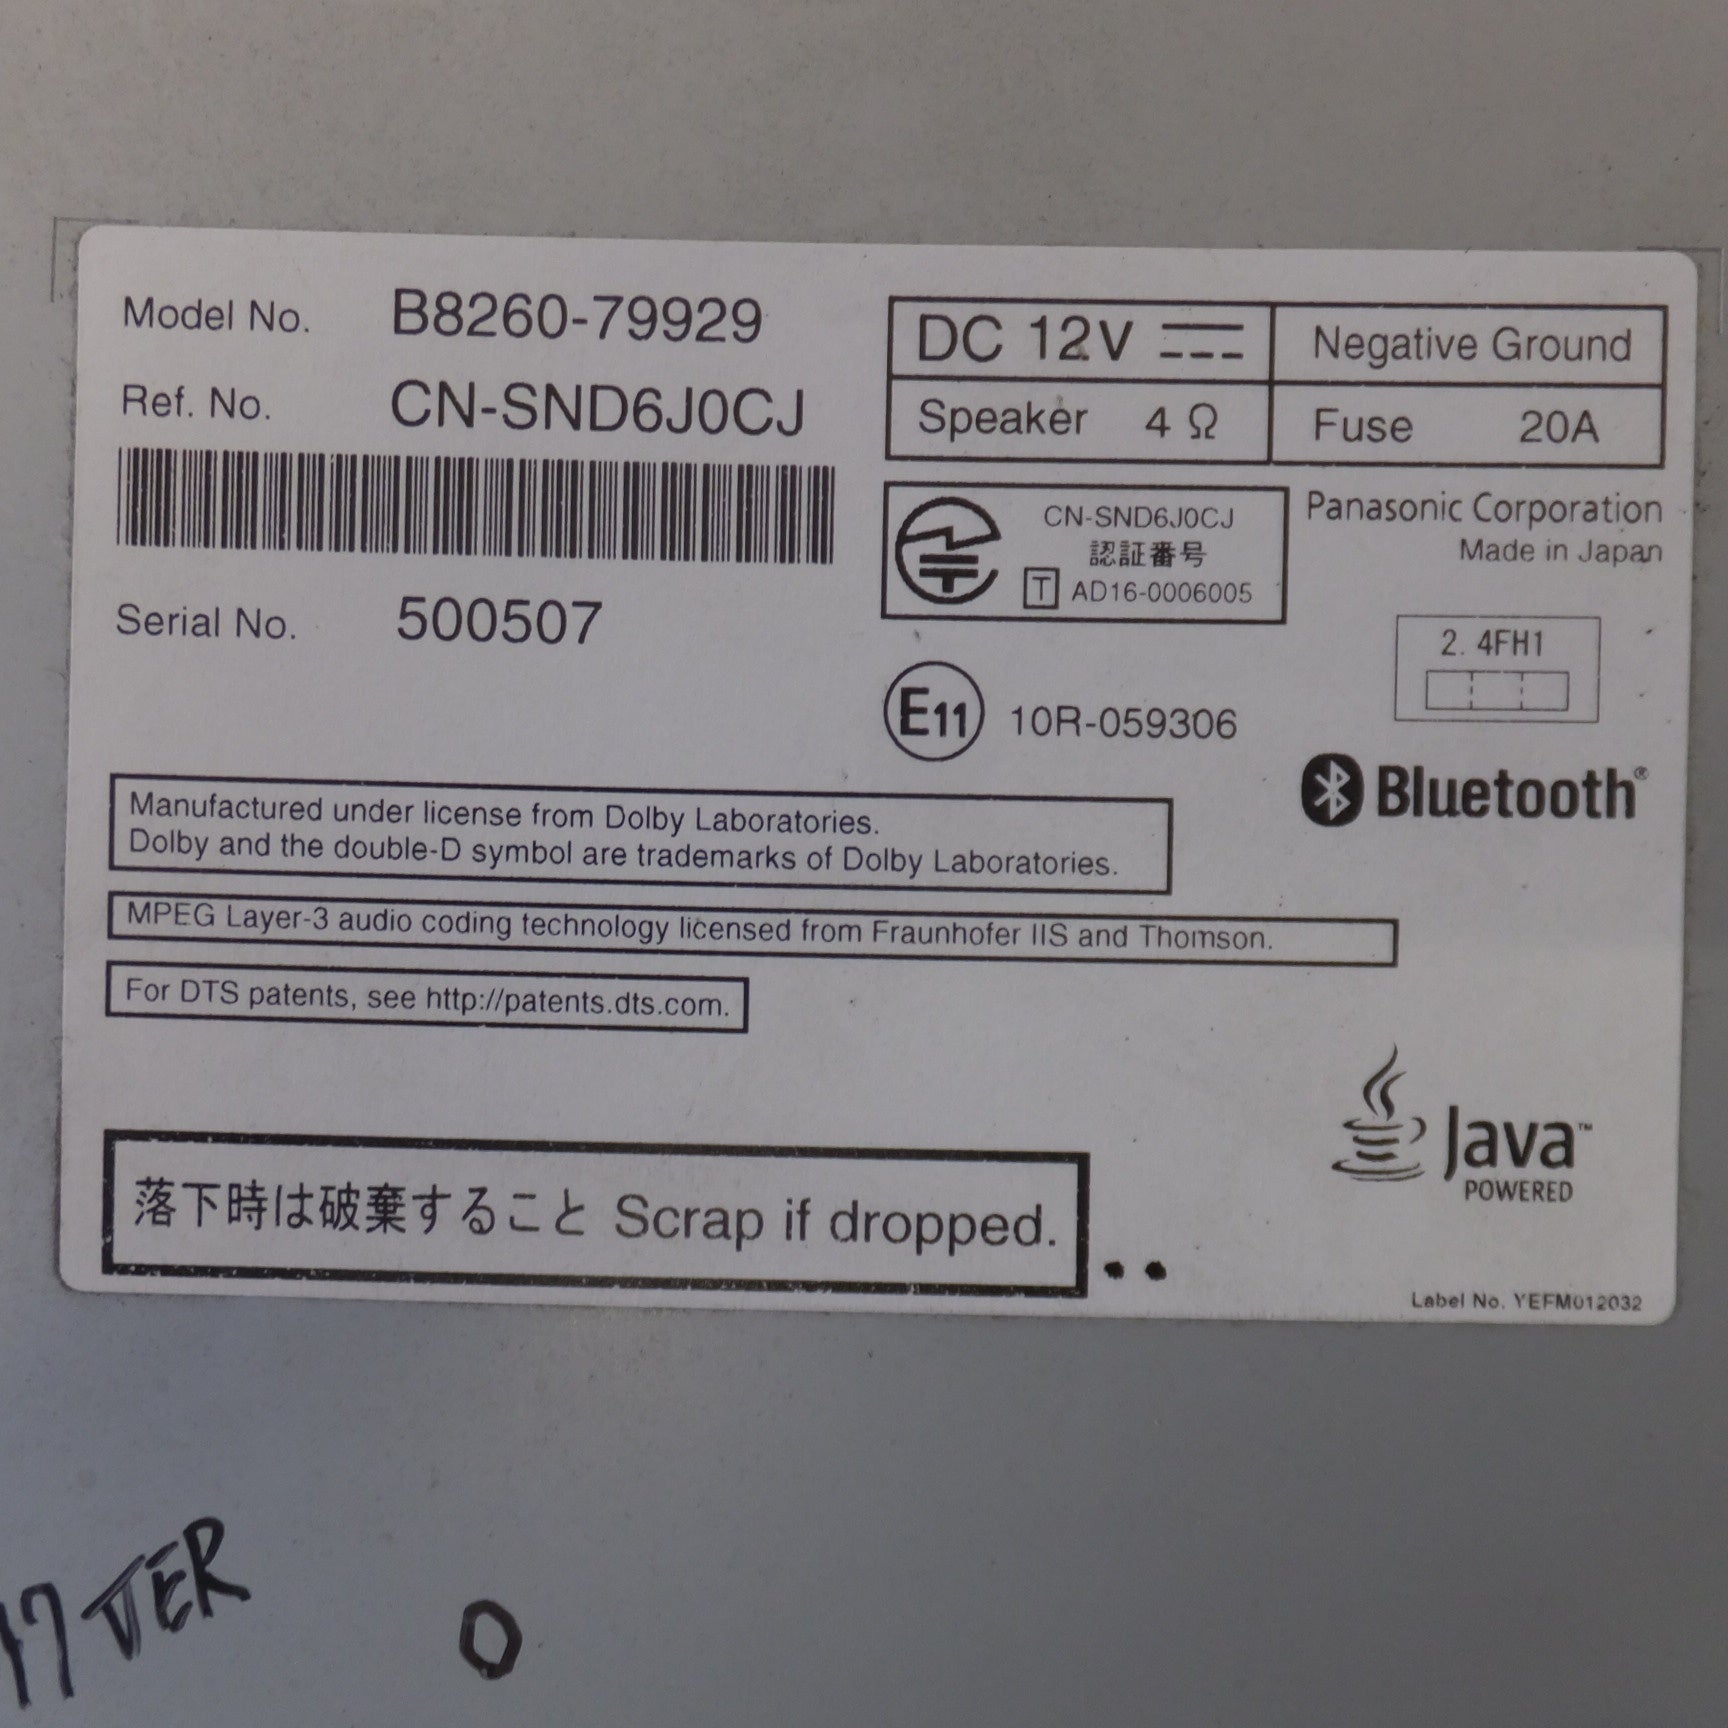 Model No. B8260-79929
Ref. No. CN-SND6J0CJ
Serial No. 500507
DC 12V
Negative Ground
Speaker 4 Ω
Fuse 20A
CN-SND6J0CJ
認証番号
T AD16-0006005
Panasonic Corporation
Made in Japan
2.4FH1
E11 10R-059306
Bluetooth®
Manufactured under license from Dolby Laboratories.
Dolby and the double-D symbol are trademarks of Dolby Laboratories.
MPEG Layer-3 audio coding technology licensed from Fraunhofer IIS and Thomson.
For DTS patents, see http://patents.dts.com.
Java™
POWERED
落下時は破棄すること Scrap if dropped.
Label No. YEFM012032
17 VER
0